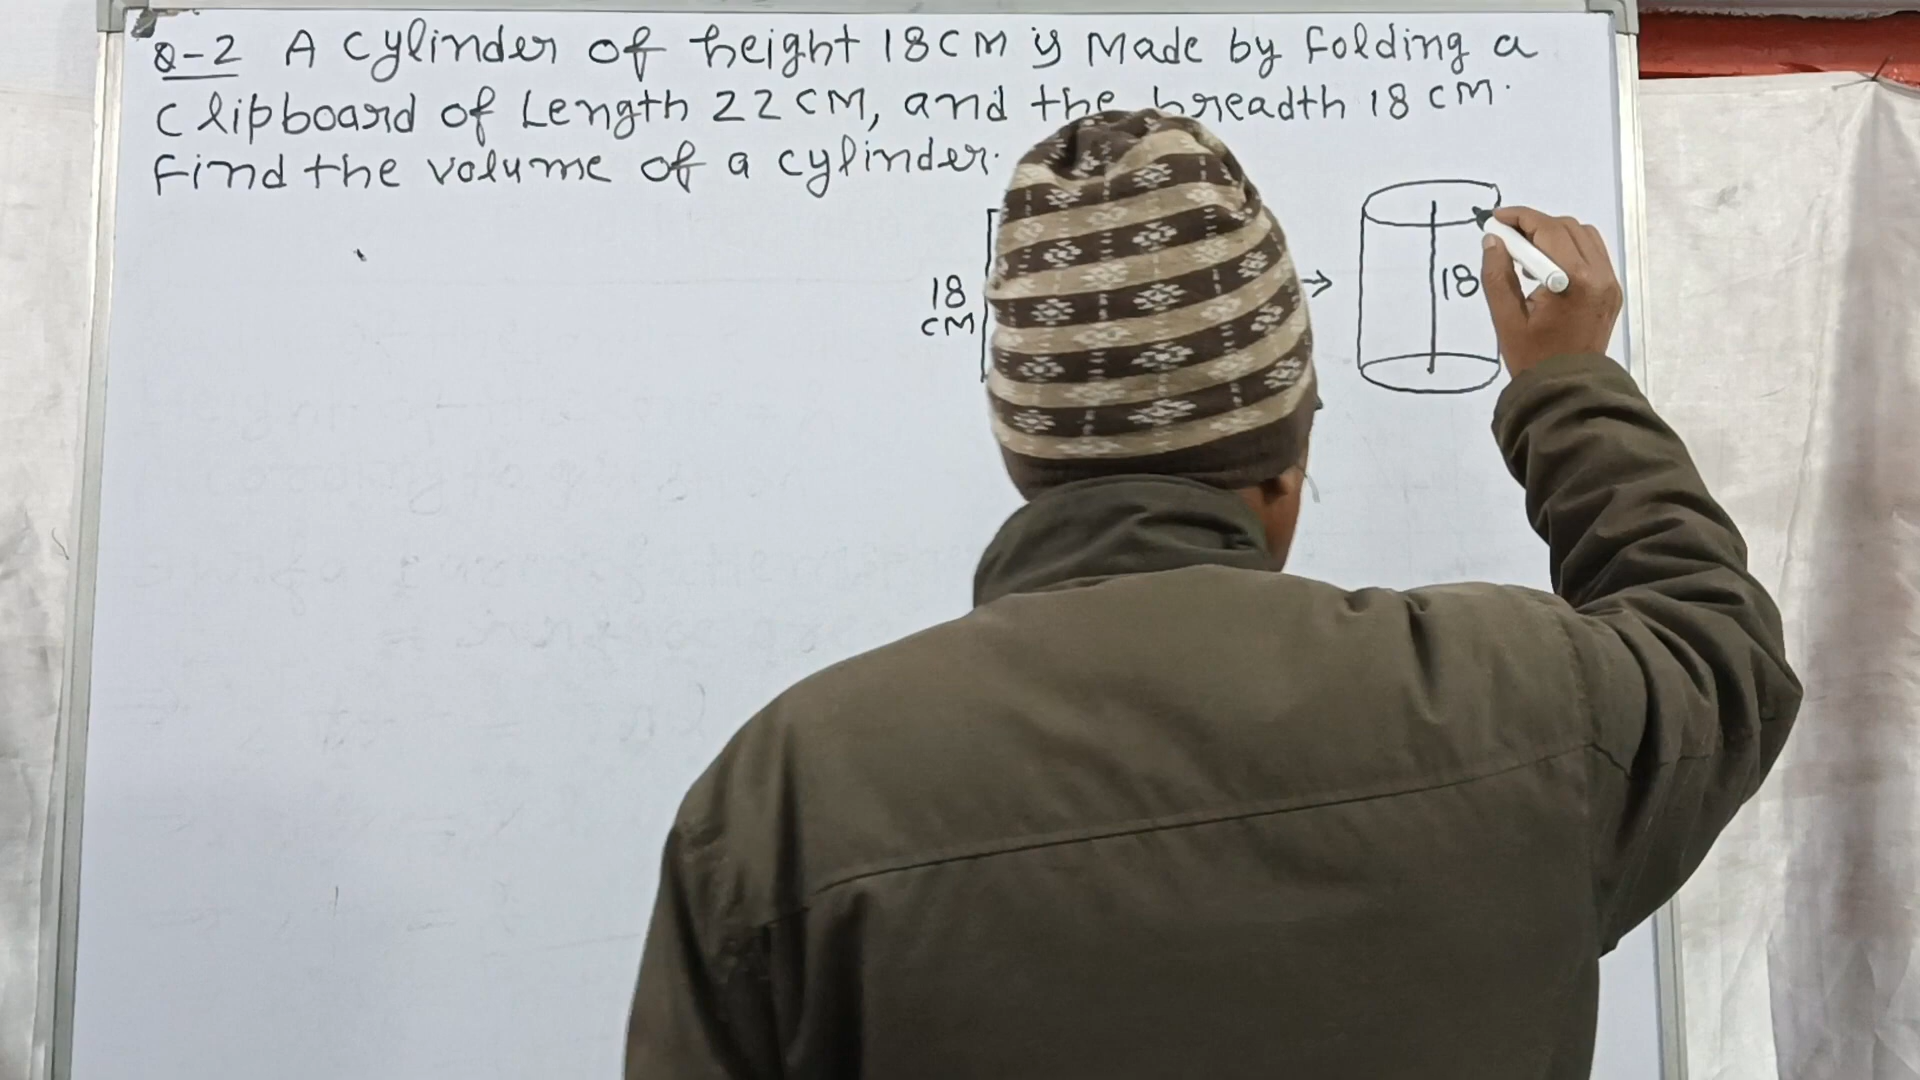 Q-2 A cylinder of height 18 CM is Made by Folding a
Clipboard of Length 22 CM, and the breadth 18 CM.
Find the volume of a cylinder.
18
CM
18